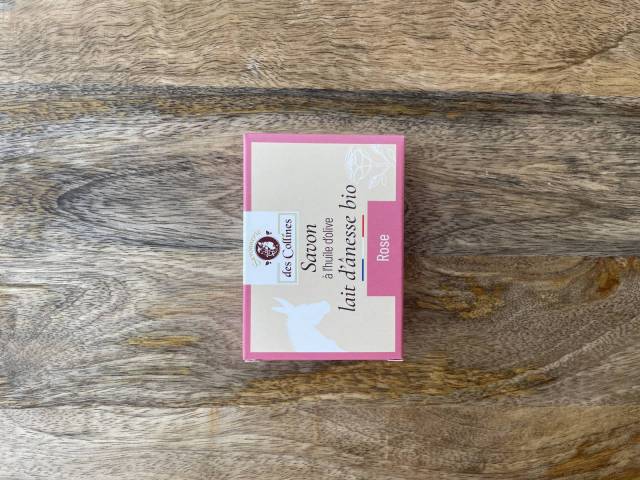 des Collines
Savon
à l'huile d'olive
lait d'ânesse bio
Rose